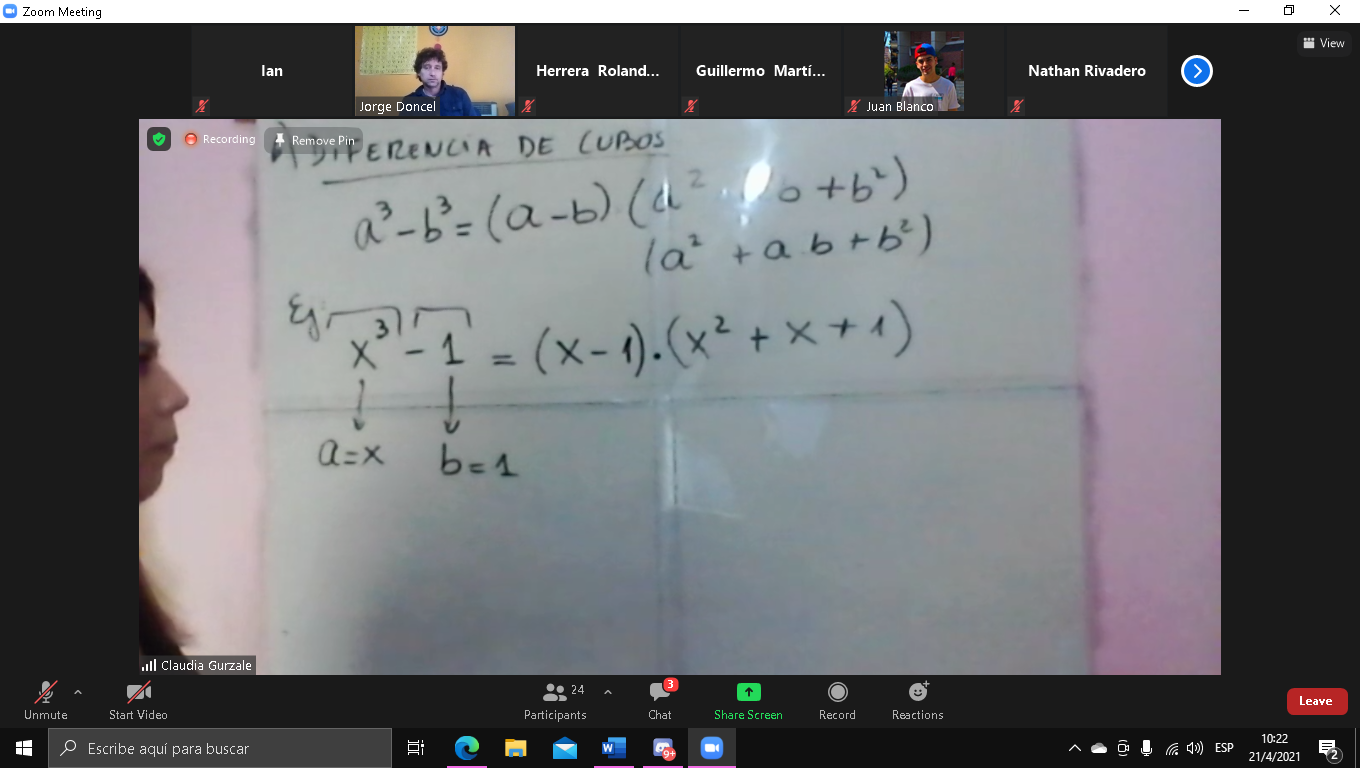 Zoom Meeting
View
Ian
Jorge Doncel
Herrera Roland...
Guillermo Martí...
Juan Blanco
Nathan Rivadero
Recording
Remove Pin
DIFERENCIA DE CUBOS
a³-b³=(a-b)(a² b+b²)
(a² +a.b+b²)
Ej
x³-1 = (x-1).(x²+x+1)
a=x b=1
Claudia Gurzale
Unmute
Start Video
Participants
24
Chat
3
Share Screen
Record
Reactions
Leave
Escribe aquí para buscar
9+
ESP
10:22
21/4/2021
2